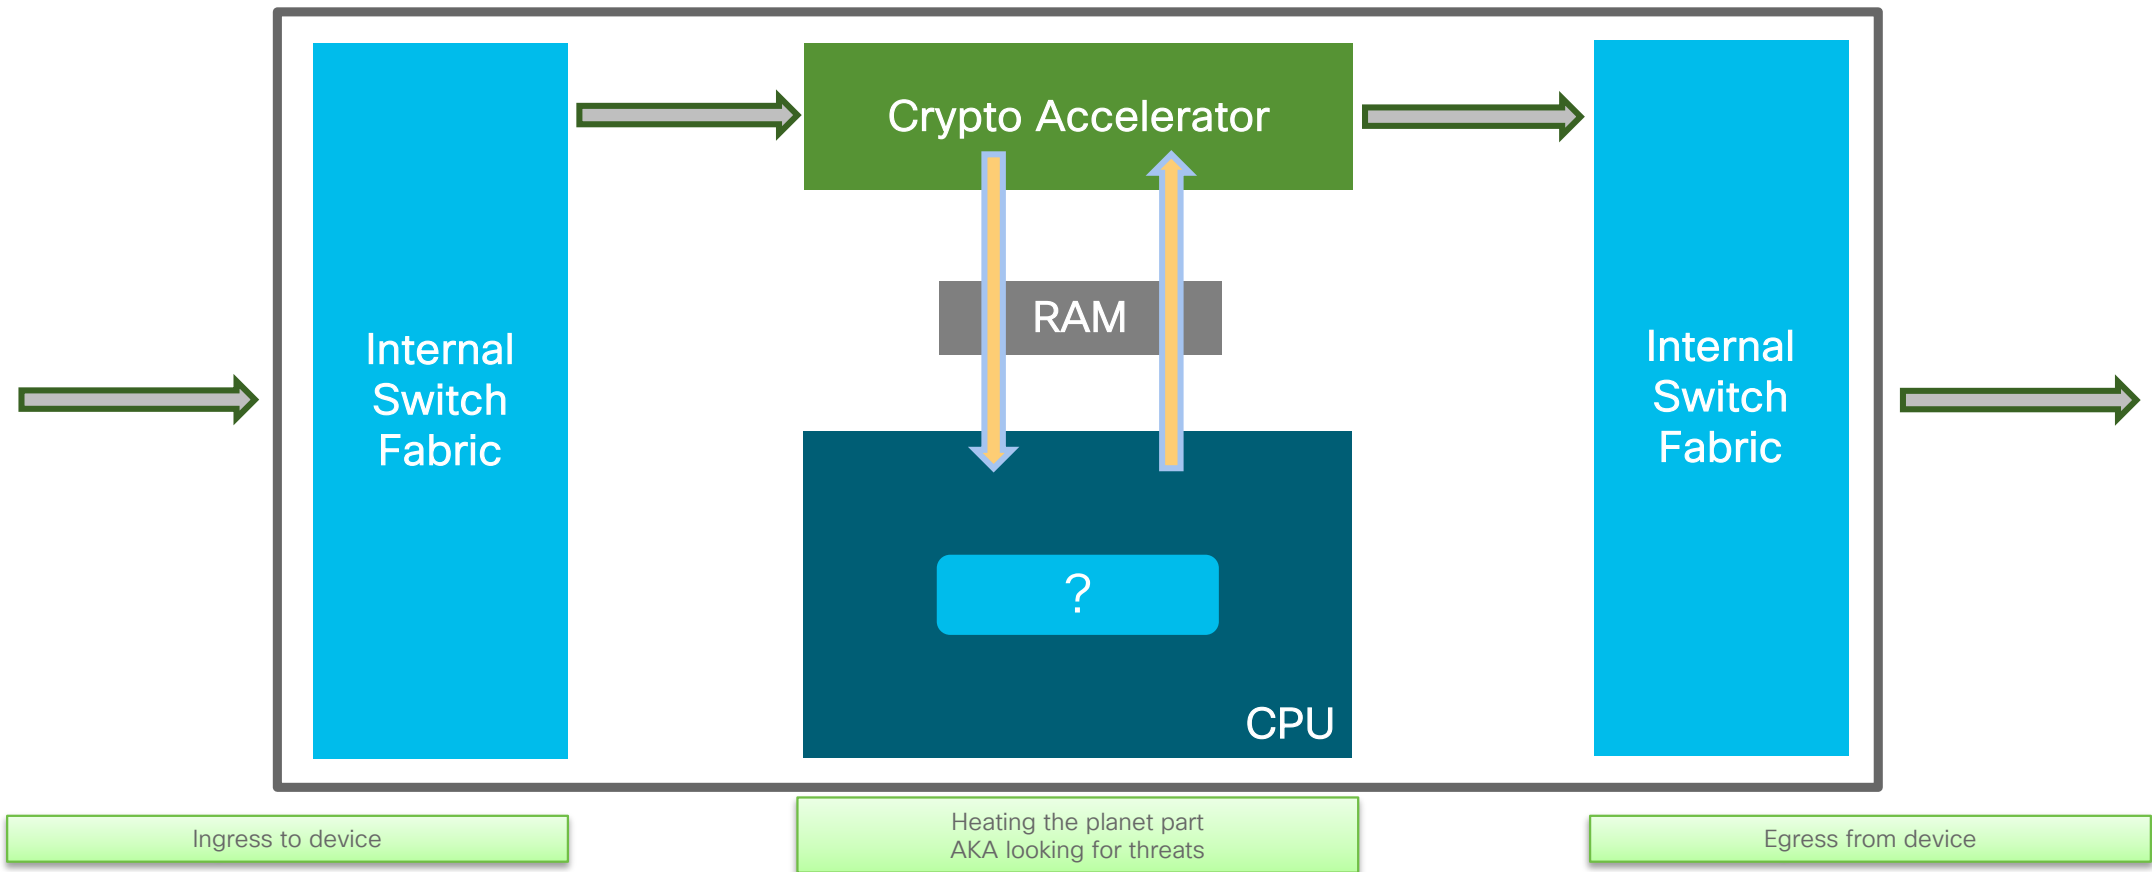 Internal
Switch
Fabric
Crypto Accelerator
RAM
?
CPU
Internal
Switch
Fabric
Ingress to device
Heating the planet part
AKA looking for threats
Egress from device